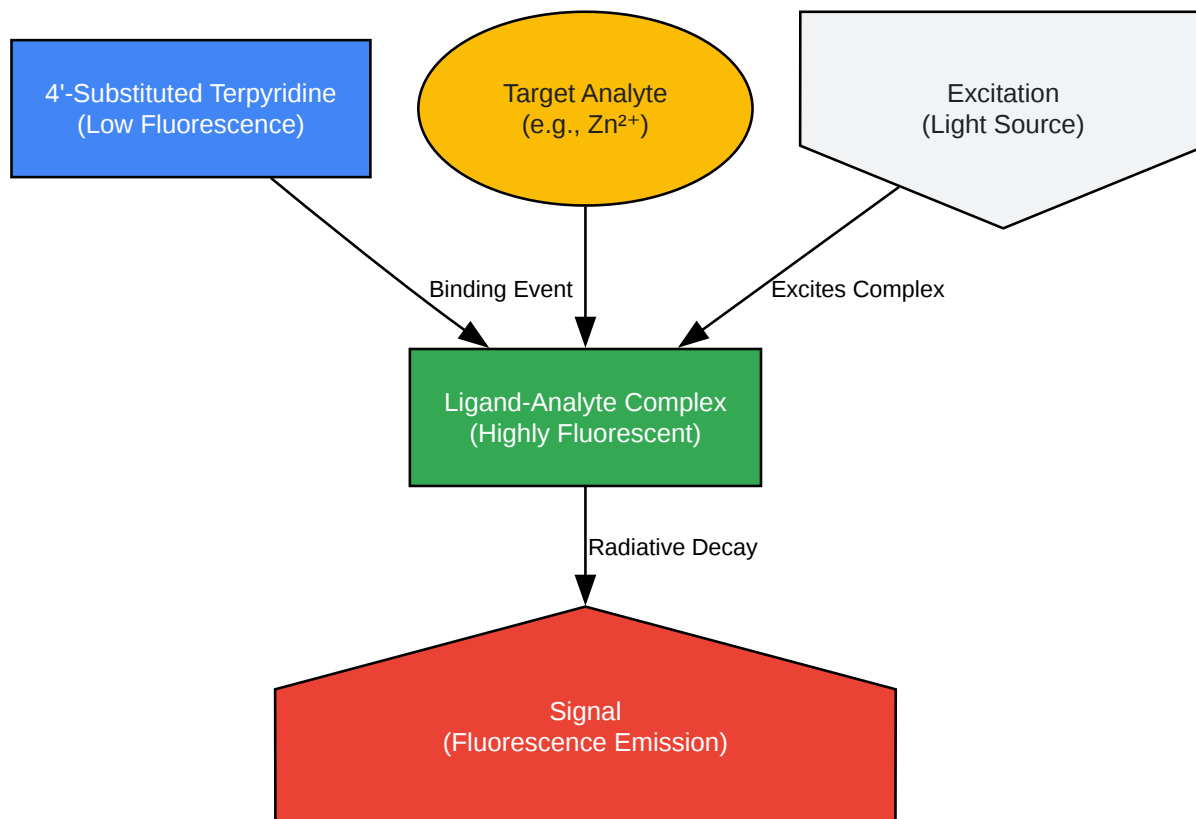 4'-Substituted Terpyridine
(Low Fluorescence)
Target Analyte
(e.g., Zn²⁺)
Excitation
(Light Source)
Binding Event
Excites Complex
Ligand-Analyte Complex
(Highly Fluorescent)
Radiative Decay
Signal
(Fluorescence Emission)